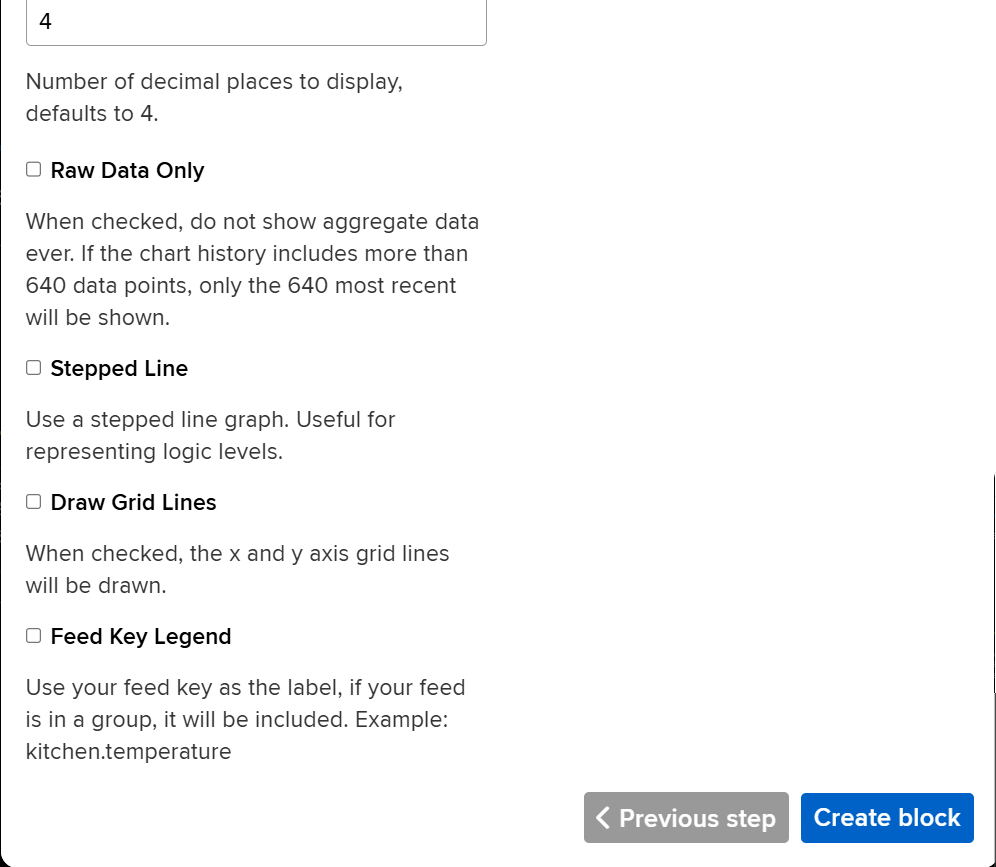 4
Number of decimal places to display,
defaults to 4.
Raw Data Only
When checked, do not show aggregate data
ever. If the chart history includes more than
640 data points, only the 640 most recent
will be shown.
Stepped Line
Use a stepped line graph. Useful for
representing logic levels.
Draw Grid Lines
When checked, the x and y axis grid lines
will be drawn.
Feed Key Legend
Use your feed key as the label, if your feed
is in a group, it will be included. Example:
kitchen.temperature
Previous step
Create block